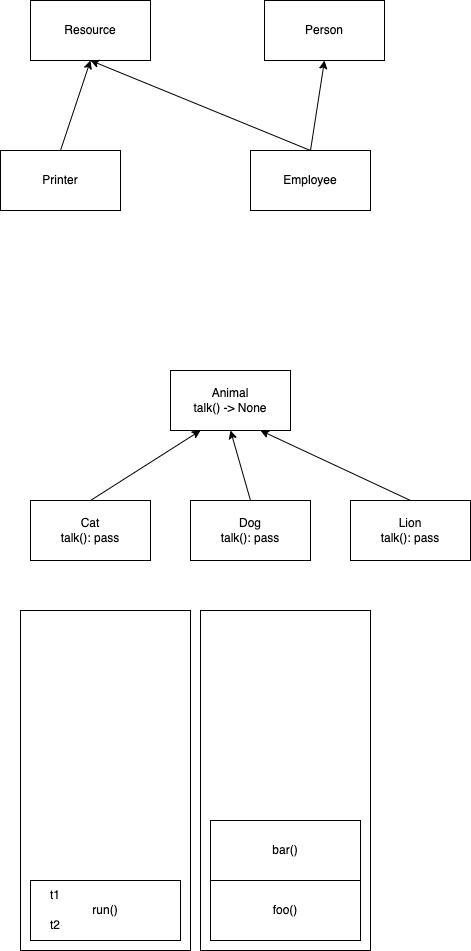 Resource
Person
Printer
Employee
Animal
talk() -> None
Cat
talk(): pass
Dog
talk(): pass
Lion
talk(): pass
t1
run()
t2
bar()
foo()